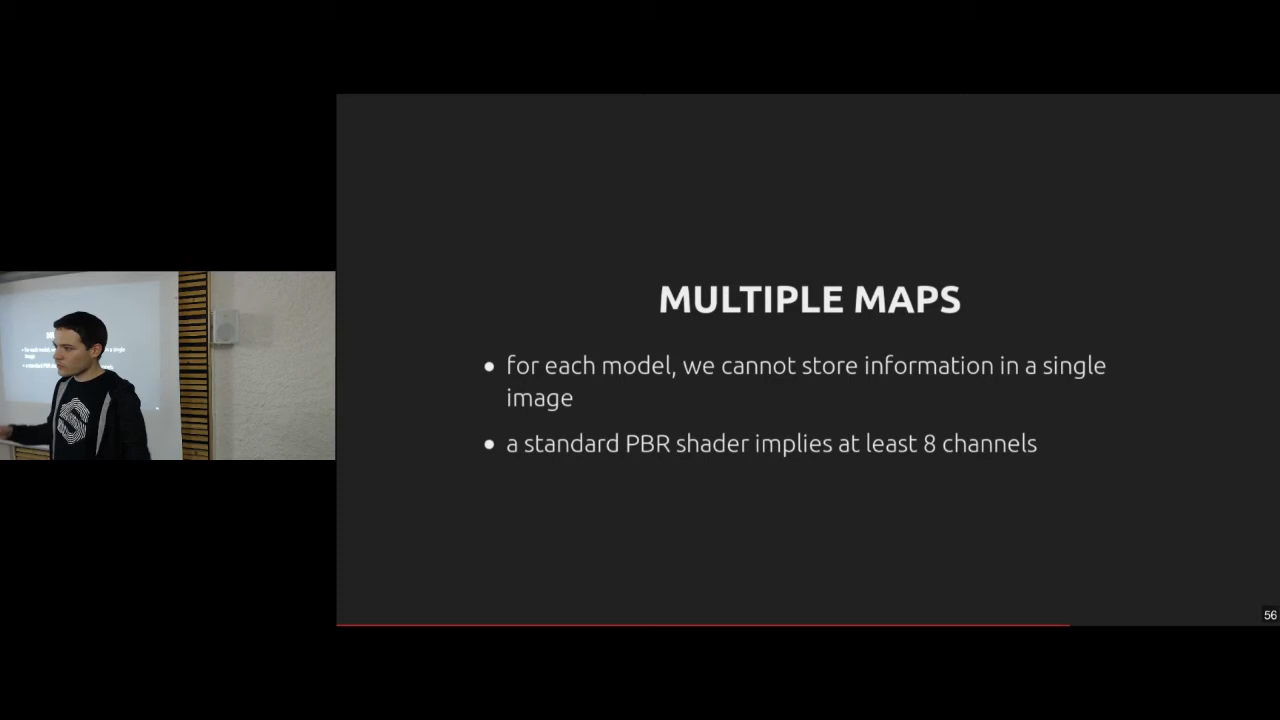 MULTIPLE MAPS
• for each model, we cannot store information in a single
image
• a standard PBR shader implies at least 8 channels
56